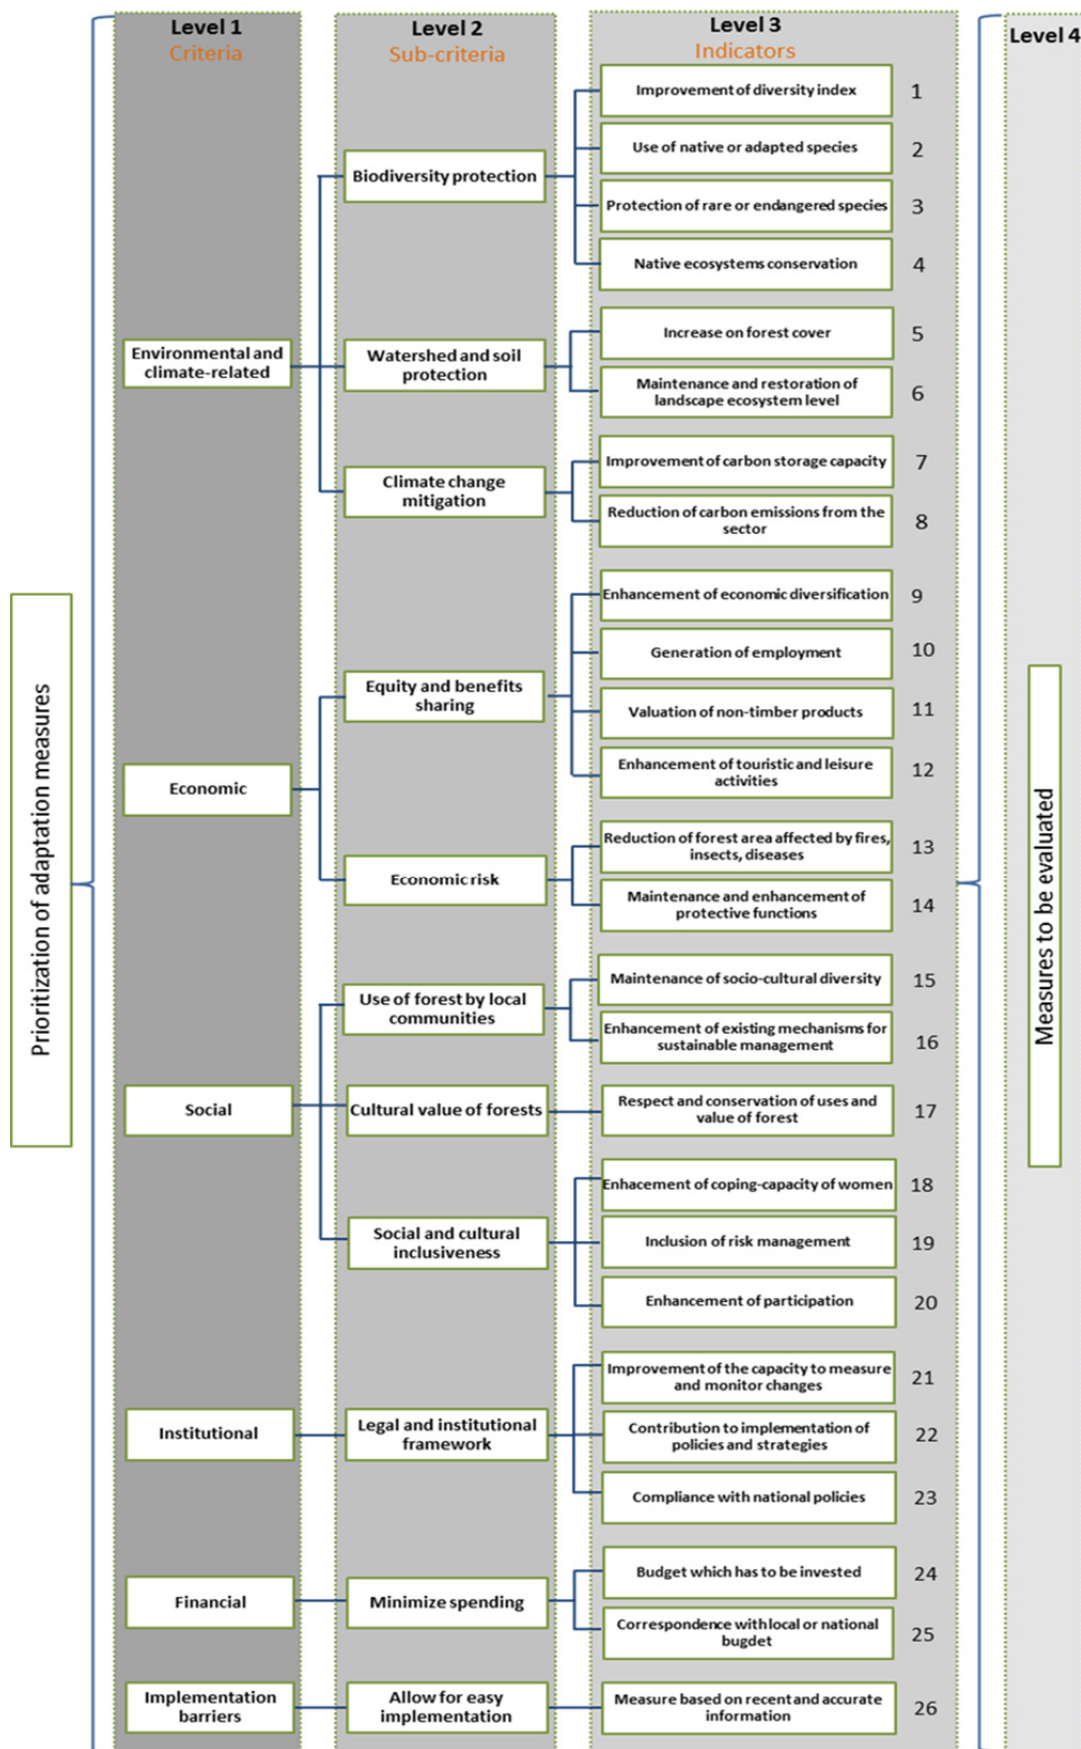 Prioritization of adaptation measures
Level 1
Criteria
Environmental and
climate-related
Economic
Social
Institutional
Financial
Implementation
barriers
Level 2
Sub-criteria
Biodiversity protection
Watershed and soil
protection
Climate change
mitigation
Equity and benefits
sharing
Economic risk
Use of forest by local
communities
Cultural value of forests
Social and cultural
inclusiveness
Legal and institutional
framework
Minimize spending
Allow for easy
implementation
Level 3
Indicators
Improvement of diversity index 1
Use of native or adapted species 2
Protection of rare or endangered species 3
Native ecosystems conservation 4
Increase on forest cover 5
Maintenance and restoration of
landscape ecosystem level 6
Improvement of carbon storage capacity 7
Reduction of carbon emissions from the
sector 8
Enhancement of economic diversification 9
Generation of employment 10
Valuation of non-timber products 11
Enhancement of touristic and leisure
activities 12
Reduction of forest area affected by fires,
insects, diseases 13
Maintenance and enhancement of
protective functions 14
Maintenance of socio-cultural diversity 15
Enhancement of existing mechanisms for
sustainable management 16
Respect and conservation of uses and
value of forest 17
Enhacement of coping-capacity of women 18
Inclusion of risk management 19
Enhancement of participation 20
Improvement of the capacity to measure
and monitor changes 21
Contribution to implementation of
policies and strategies 22
Compliance with national policies 23
Budget which has to be invested 24
Correspondence with local or national
bugdet 25
Measure based on recent and accurate
information 26
Level 4
Measures to be evaluated